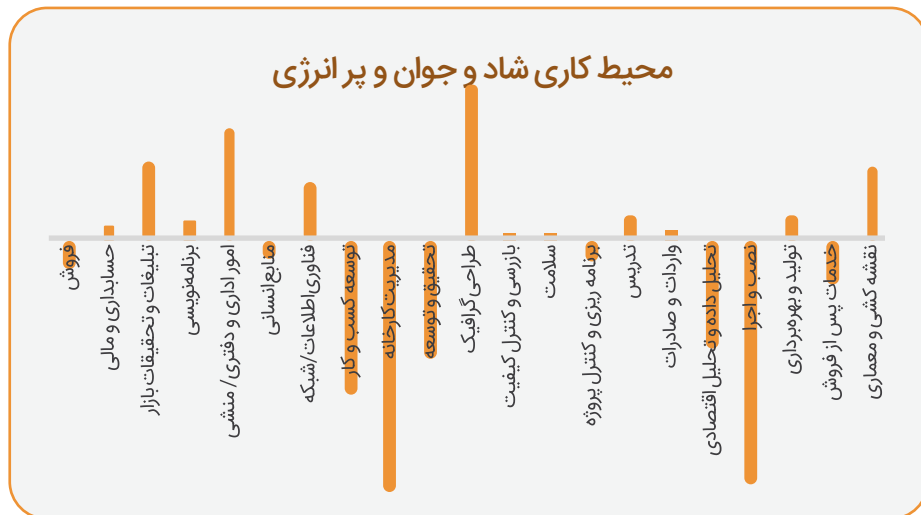 محیط کاری شاد و جوان و پر انرژی
فروش
حسابداری و مالی
تبلیغات و تحقیقات بازار
برنامه‌نویسی
امور اداری و دفتری/ منشی
منابع انسانی
فناوری اطلاعات/شبکه
توسعه کسب و کار
مدیریت کارخانه
تحقیق و توسعه
طراحی گرافیک
بازرسی و کنترل کیفیت
سلامت
برنامه ریزی و کنترل پروژه
تدریس
واردات و صادرات
تحلیل داده و تحلیل اقتصادی
نصب و اجرا
تولید و بهره‌برداری
خدمات پس از فروش
نقشه کشی و معماری